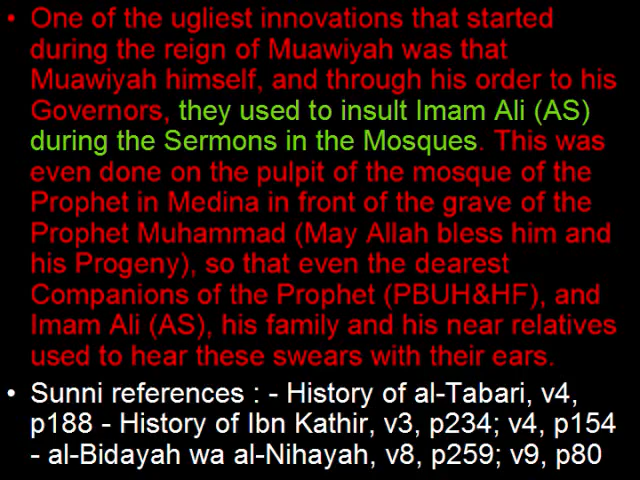 • One of the ugliest innovations that started
during the reign of Muawiyah was that
Muawiyah himself, and through his order to his
Governors, they used to insult Imam Ali (AS)
during the Sermons in the Mosques. This was
even done on the pulpit of the mosque of the
Prophet in Medina in front of the grave of the
Prophet Muhammad (May Allah bless him and
his Progeny), so that even the dearest
Companions of the Prophet (PBUH&HF), and
Imam Ali (AS), his family and his near relatives
used to hear these swears with their ears.
• Sunni references : - History of al-Tabari, v4,
p188 - History of Ibn Kathir, v3, p234; v4, p154
- al-Bidayah wa al-Nihayah, v8, p259; v9, p80